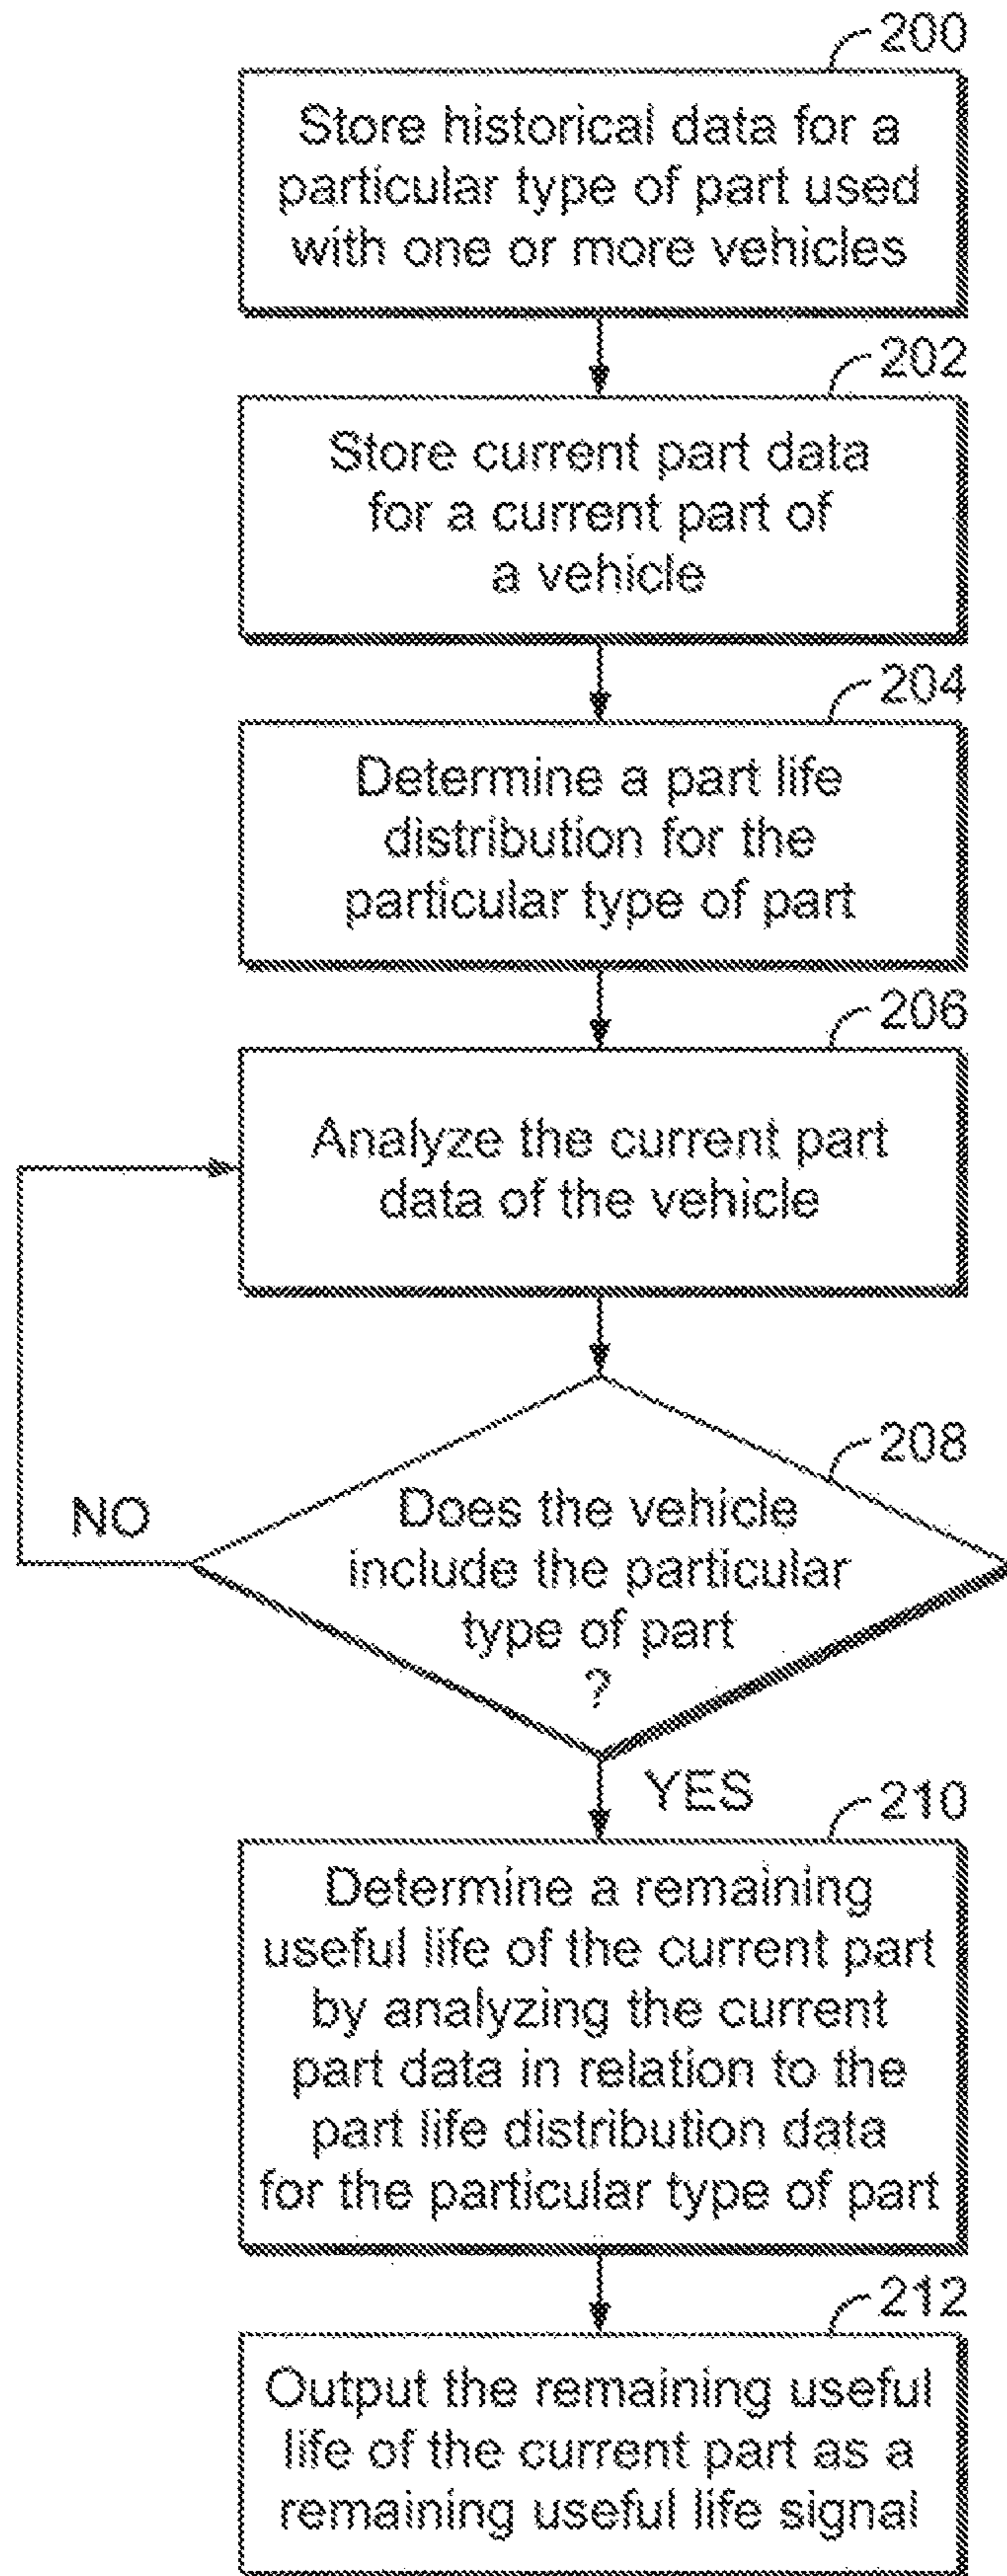 200
Store historical data for a
particular type of part used
with one or more vehicles
202
Store current part data
for a current part of
a vehicle
204
Determine a part life
distribution for the
particular type of part
206
Analyze the current part
data of the vehicle
208
Does the vehicle
include the particular
type of part
?
NO
YES
210
Determine a remaining
useful life of the current part
by analyzing the current
part data in relation to the
part life distribution data
for the particular type of part
212
Output the remaining useful
life of the current part as a
remaining useful life signal